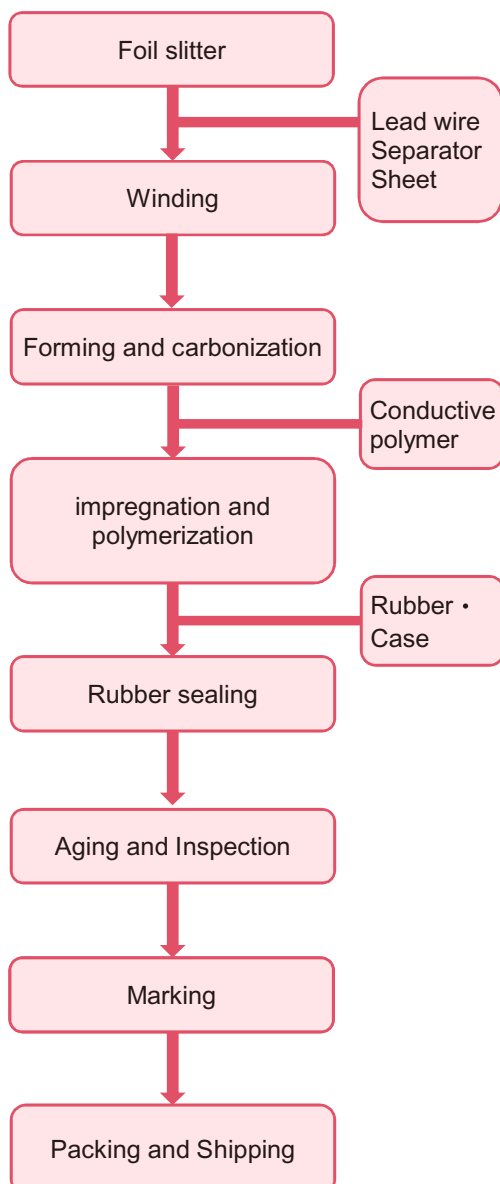 Foil slitter
Lead wire
Separator
Sheet
Winding
Forming and carbonization
Conductive
polymer
impregnation and
polymerization
Rubber・
Case
Rubber sealing
Aging and Inspection
Marking
Packing and Shipping